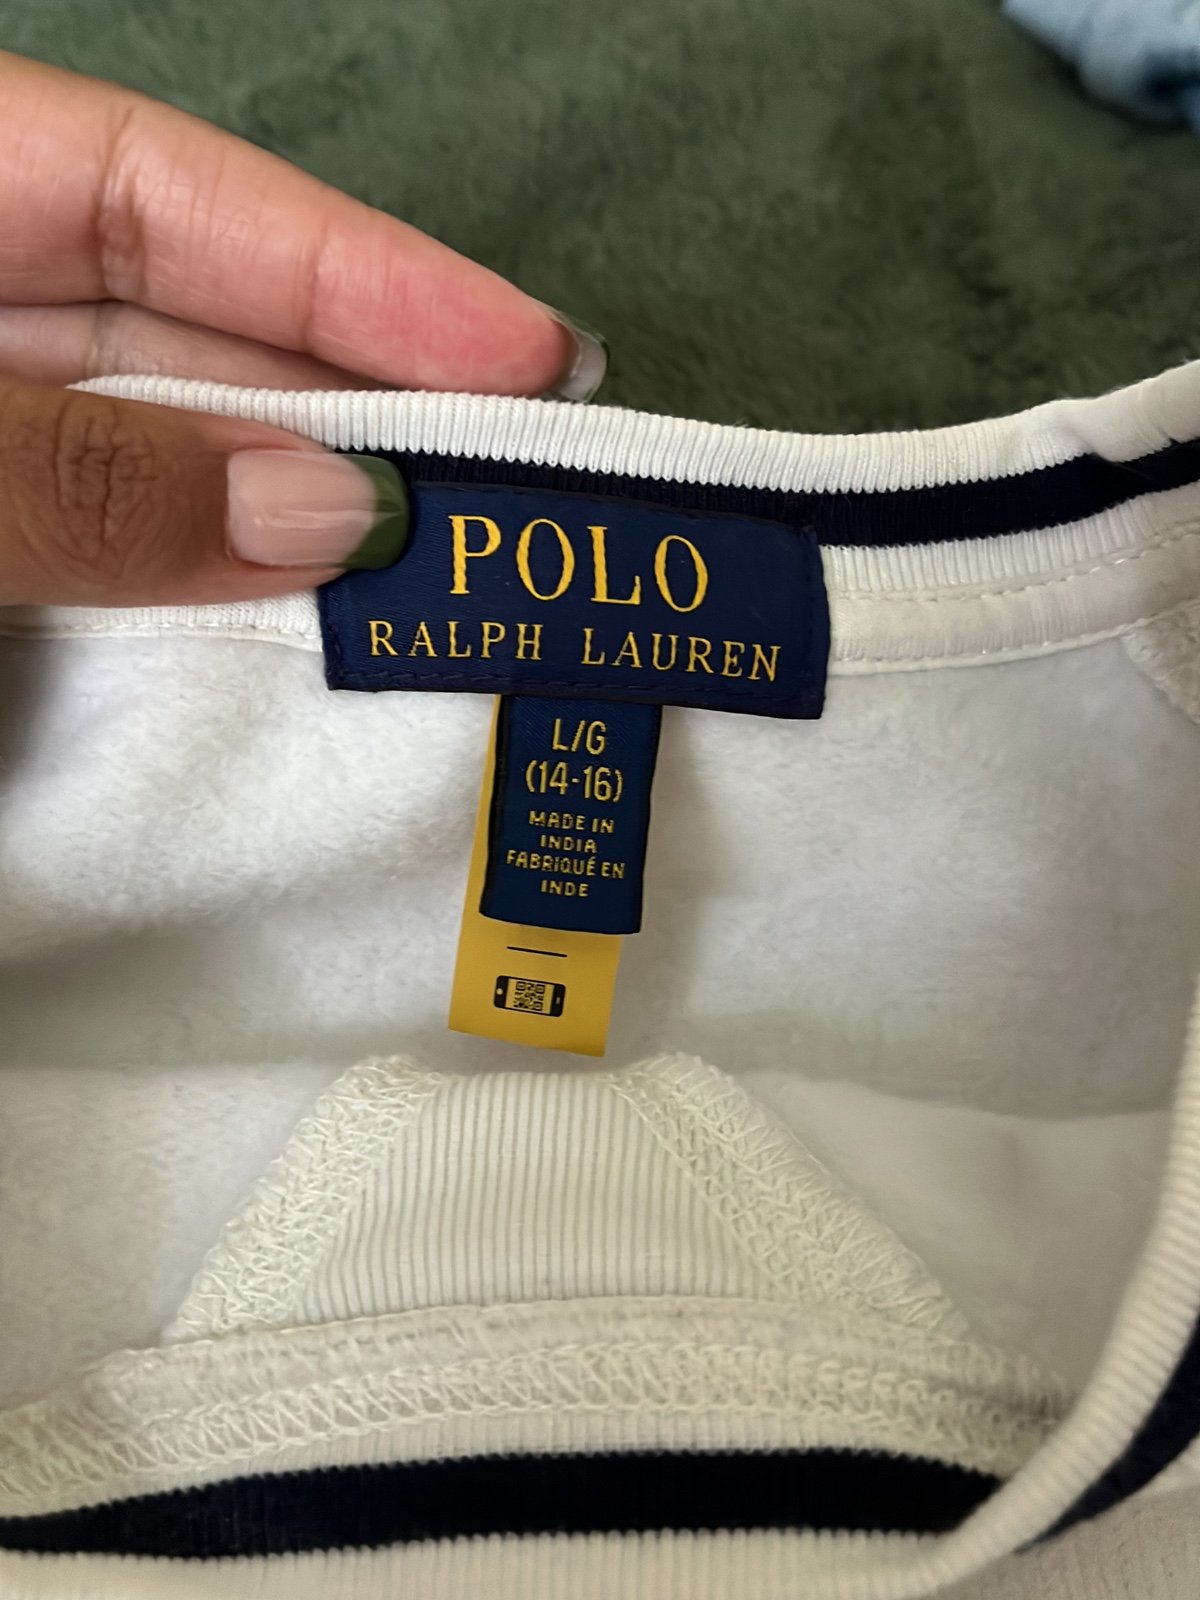 POLO
RALPH LAUREN
L/G
(14-16)
MADE IN
INDIA
FABRIQUÉ EN
INDE